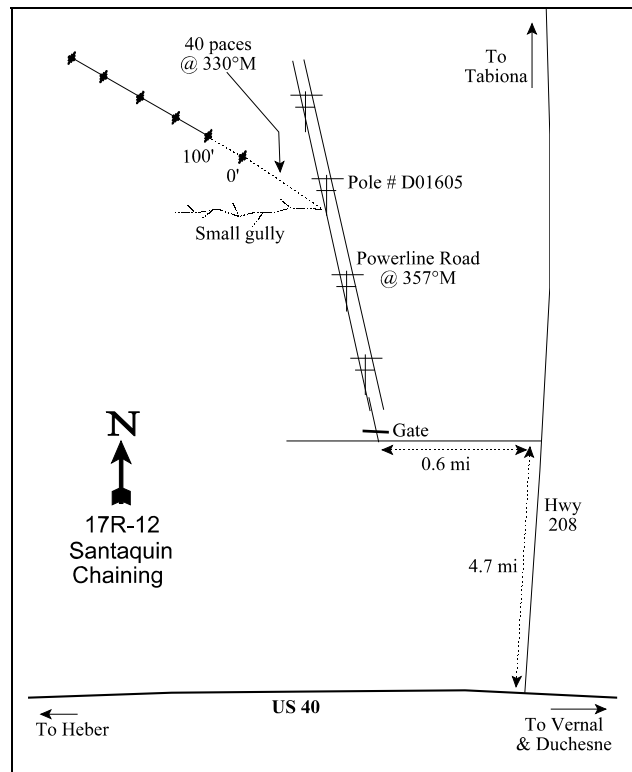 40 paces
@ 330°M
To
Tabiona
100'
0'
Pole # D01605
Small gully
Powerline Road
@ 357°M
N
Gate
0.6 mi
17R-12
Santaquin
Chaining
Hwy
208
4.7 mi
US 40
To Heber
To Vernal
& Duchesne